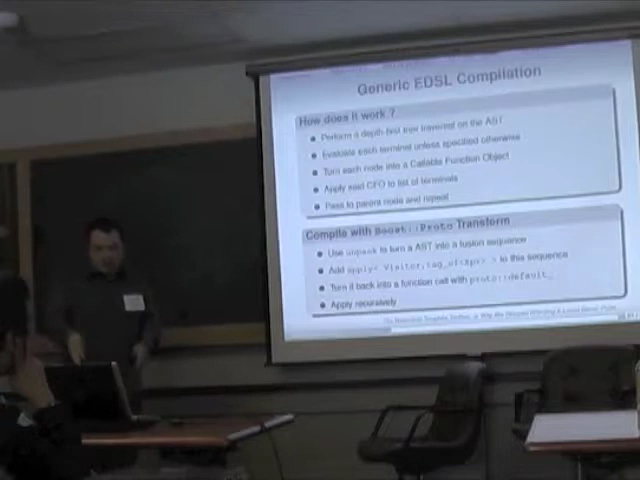 Generic EDSL Compilation
How does it work ?
Perform a depth-first tree traversal on the AST
Evaluate each terminal unless specified otherwise
Turn each node into a Callable Function Object
Apply said CFO to list of terminals
Pass to parent node and repeat
Compile with Boost::Proto Transform
Use unpack to turn a AST into a fusion sequence
Add apply< Visitor,tag_of<Xpr> > to this sequence
Turn it back into a function call with proto::default_
Apply recursively